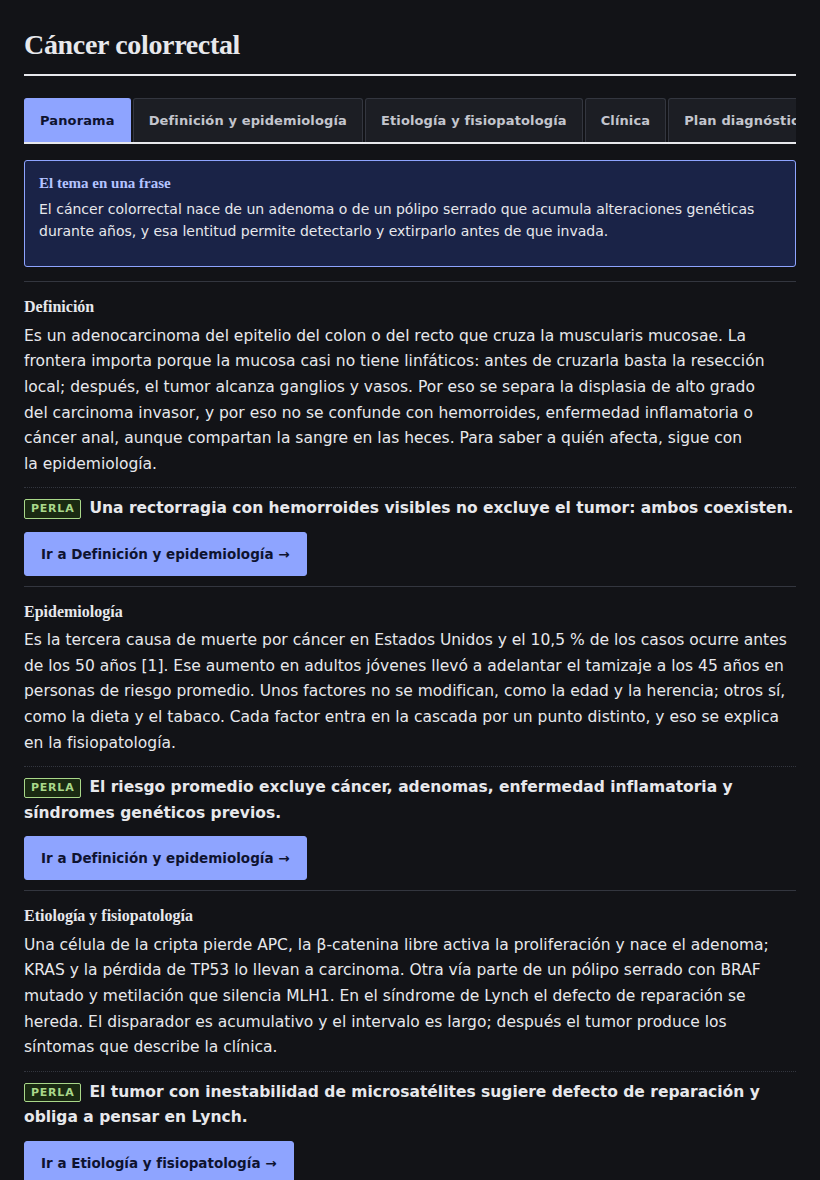 Cáncer colorrectal
Panorama
Definición y epidemiología
Etiología y fisiopatología
Clínica
Plan diagnóstic
El tema en una frase
El cáncer colorrectal nace de un adenoma o de un pólipo serrado que acumula alteraciones genéticas
durante años, y esa lentitud permite detectarlo y extirparlo antes de que invada.
Definición
Es un adenocarcinoma del epitelio del colon o del recto que cruza la muscularis mucosae. La
frontera importa porque la mucosa casi no tiene linfáticos: antes de cruzarla basta la resección
local; después, el tumor alcanza ganglios y vasos. Por eso se separa la displasia de alto grado
del carcinoma invasor, y por eso no se confunde con hemorroides, enfermedad inflamatoria o
cáncer anal, aunque compartan la sangre en las heces. Para saber a quién afecta, sigue con
la epidemiología.
PERLA Una rectorragia con hemorroides visibles no excluye el tumor: ambos coexisten.
Ir a Definición y epidemiología →
Epidemiología
Es la tercera causa de muerte por cáncer en Estados Unidos y el 10,5 % de los casos ocurre antes
de los 50 años [1]. Ese aumento en adultos jóvenes llevó a adelantar el tamizaje a los 45 años en
personas de riesgo promedio. Unos factores no se modifican, como la edad y la herencia; otros sí,
como la dieta y el tabaco. Cada factor entra en la cascada por un punto distinto, y eso se explica
en la fisiopatología.
PERLA El riesgo promedio excluye cáncer, adenomas, enfermedad inflamatoria y
síndromes genéticos previos.
Ir a Definición y epidemiología →
Etiología y fisiopatología
Una célula de la cripta pierde APC, la β-catenina libre activa la proliferación y nace el adenoma;
KRAS y la pérdida de TP53 lo llevan a carcinoma. Otra vía parte de un pólipo serrado con BRAF
mutado y metilación que silencia MLH1. En el síndrome de Lynch el defecto de reparación se
hereda. El disparador es acumulativo y el intervalo es largo; después el tumor produce los
síntomas que describe la clínica.
PERLA El tumor con inestabilidad de microsatélites sugiere defecto de reparación y
obliga a pensar en Lynch.
Ir a Etiología y fisiopatología →